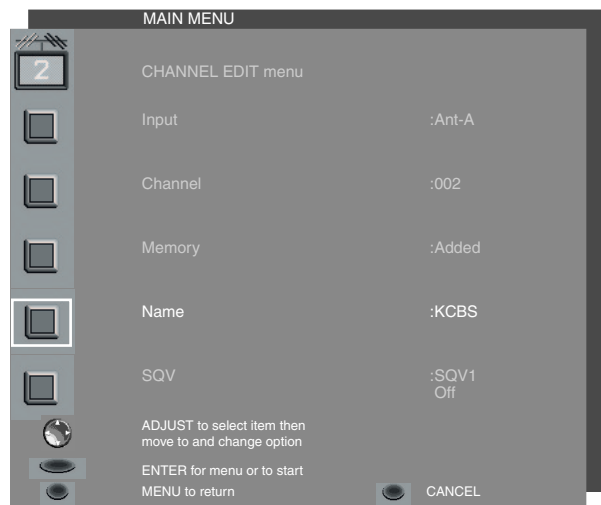 MAIN MENU
2
CHANNEL EDIT menu
Input :Ant-A
Channel :002
Memory :Added
Name :KCBS
SQV :SQV1
Off
ADJUST to select item then
move to and change option
ENTER for menu or to start
MENU to return CANCEL